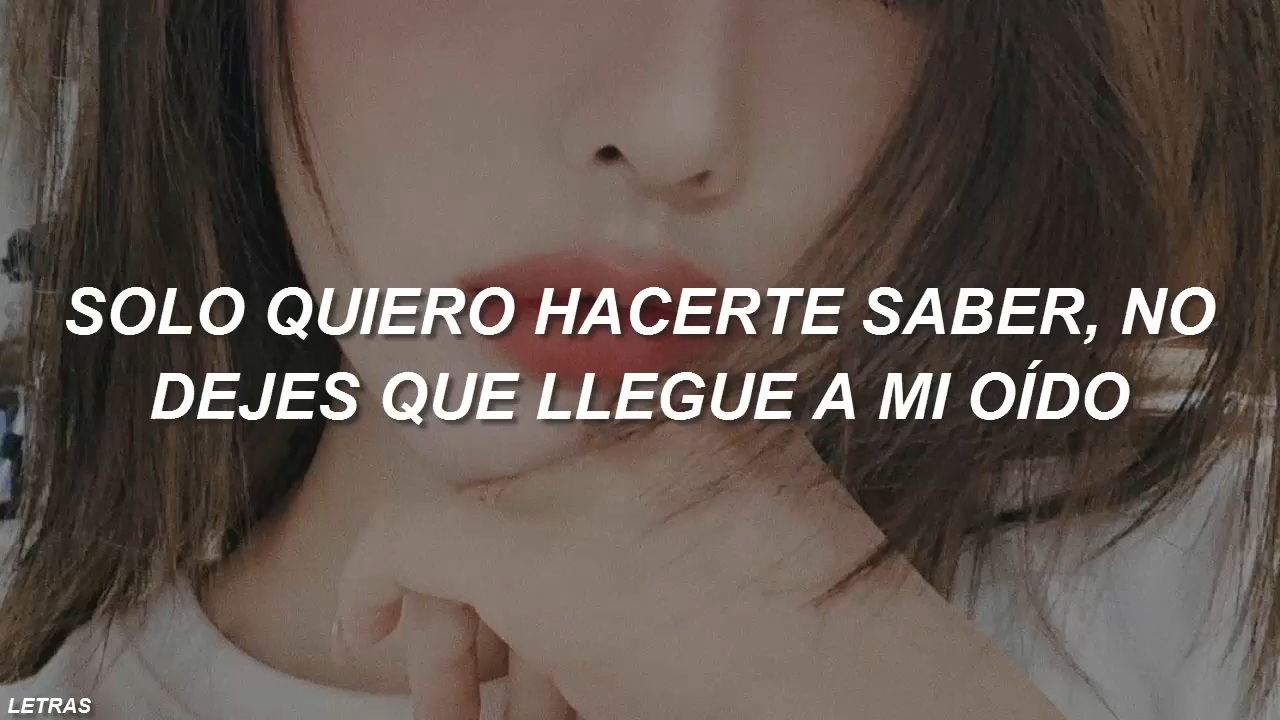 SOLO QUIERO HACERTE SABER, NO
DEJES QUE LLEGUE A MI OÍDO
LETRAS